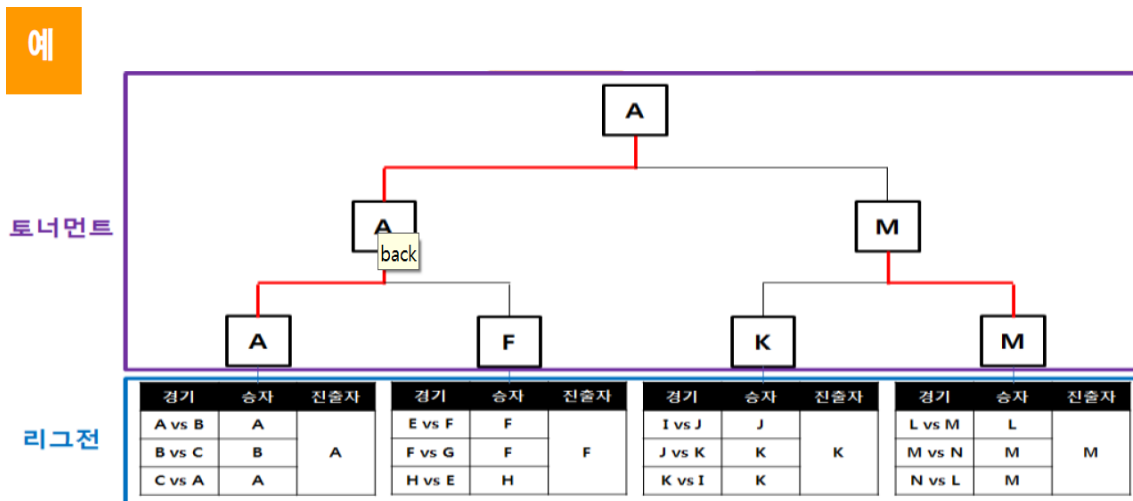 예
A
토너먼트
A
M
back
A
F
K
M
리그전
경기 승자 진출자
A vs B A
B vs C B A
C vs A A
경기 승자 진출자
E vs F F
F vs G F F
H vs E H
경기 승자 진출자
I vs J J
J vs K K K
K vs I K
경기 승자 진출자
L vs M L
M vs N M M
N vs L M